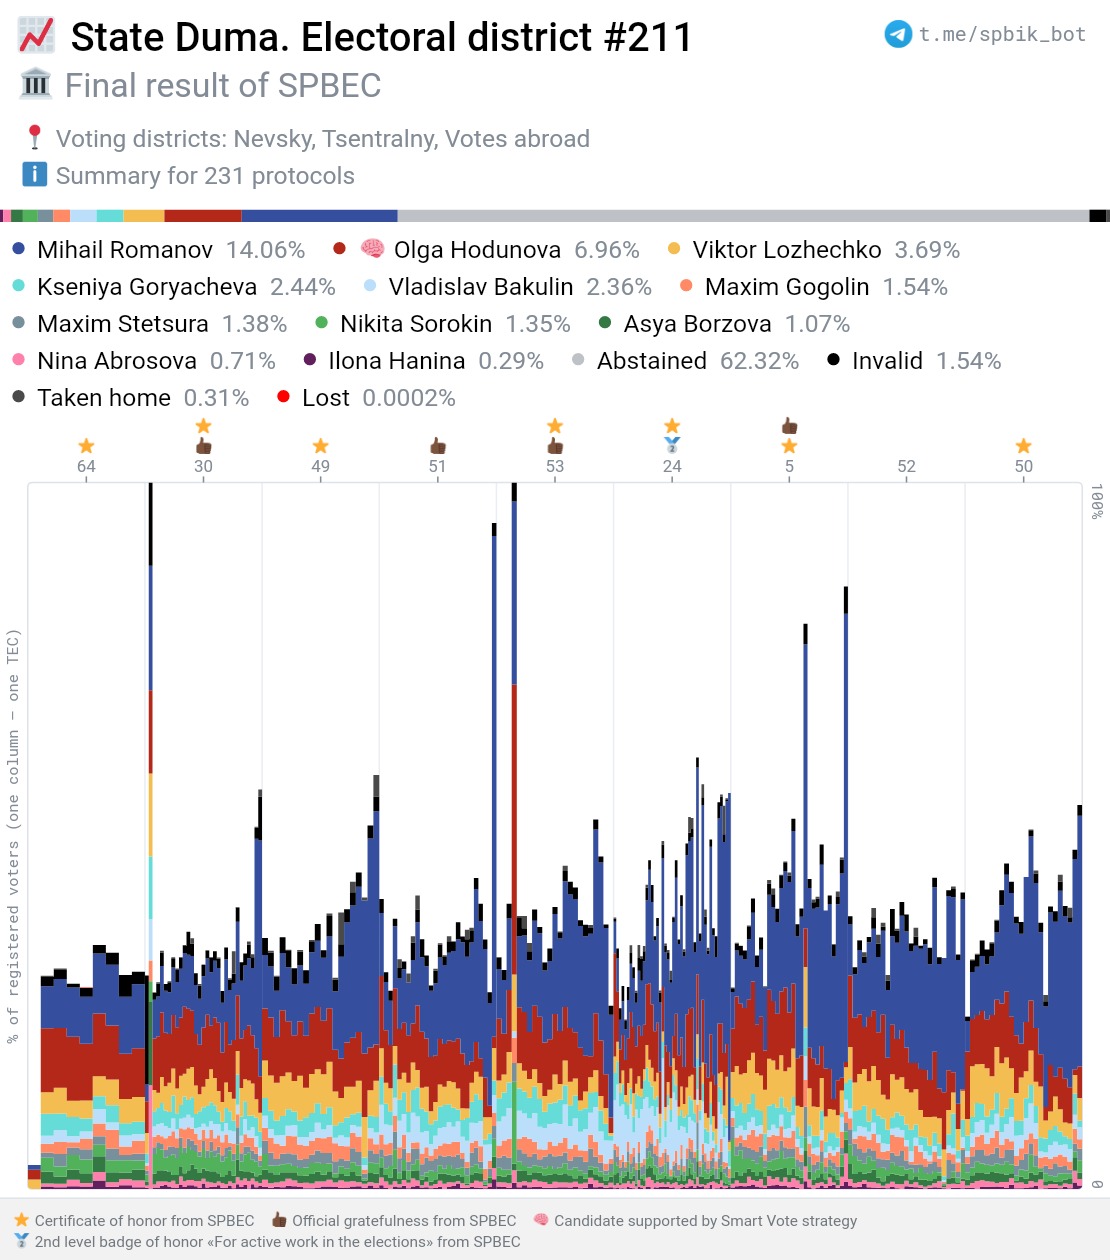 State Duma. Electoral district #211
t.me/spbik_bot
Final result of SPBEC
Voting districts: Nevsky, Tsentralny, Votes abroad
Summary for 231 protocols
Mihail Romanov 14.06% Olga Hodunova 6.96% Viktor Lozhechko 3.69%
Kseniya Goryacheva 2.44% Vladislav Bakulin 2.36% Maxim Gogolin 1.54%
Maxim Stetsura 1.38% Nikita Sorokin 1.35% Asya Borzova 1.07%
Nina Abrosova 0.71% Ilona Hanina 0.29% Abstained 62.32% Invalid 1.54%
Taken home 0.31% Lost 0.0002%
64 30 49 51 53 24 5 52 50
100%
% of registered voters (one column – one TEC)
0
Certificate of honor from SPBEC Official gratefulness from SPBEC Candidate supported by Smart Vote strategy
2nd level badge of honor «For active work in the elections» from SPBEC